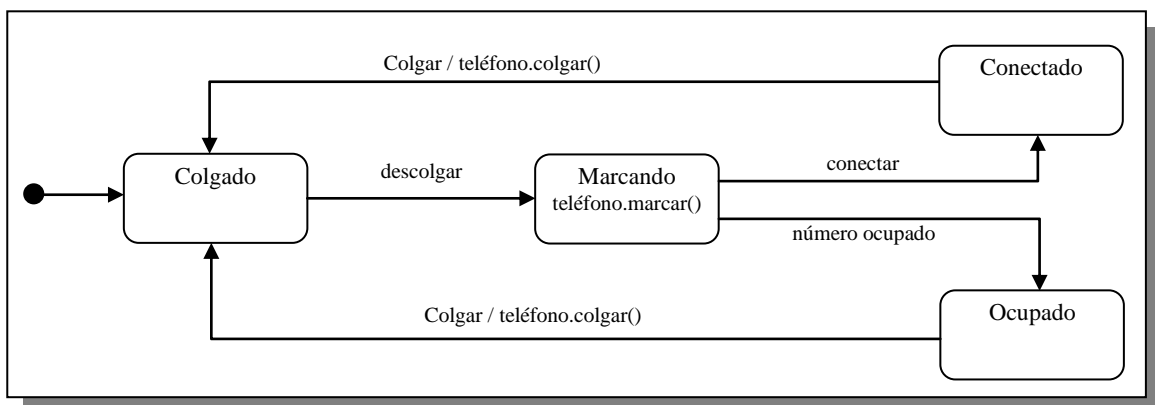 Colgar / teléfono.colgar()
Conectado
Colgado
descolgar
Marcando
teléfono.marcar()
conectar
número ocupado
Colgar / teléfono.colgar()
Ocupado